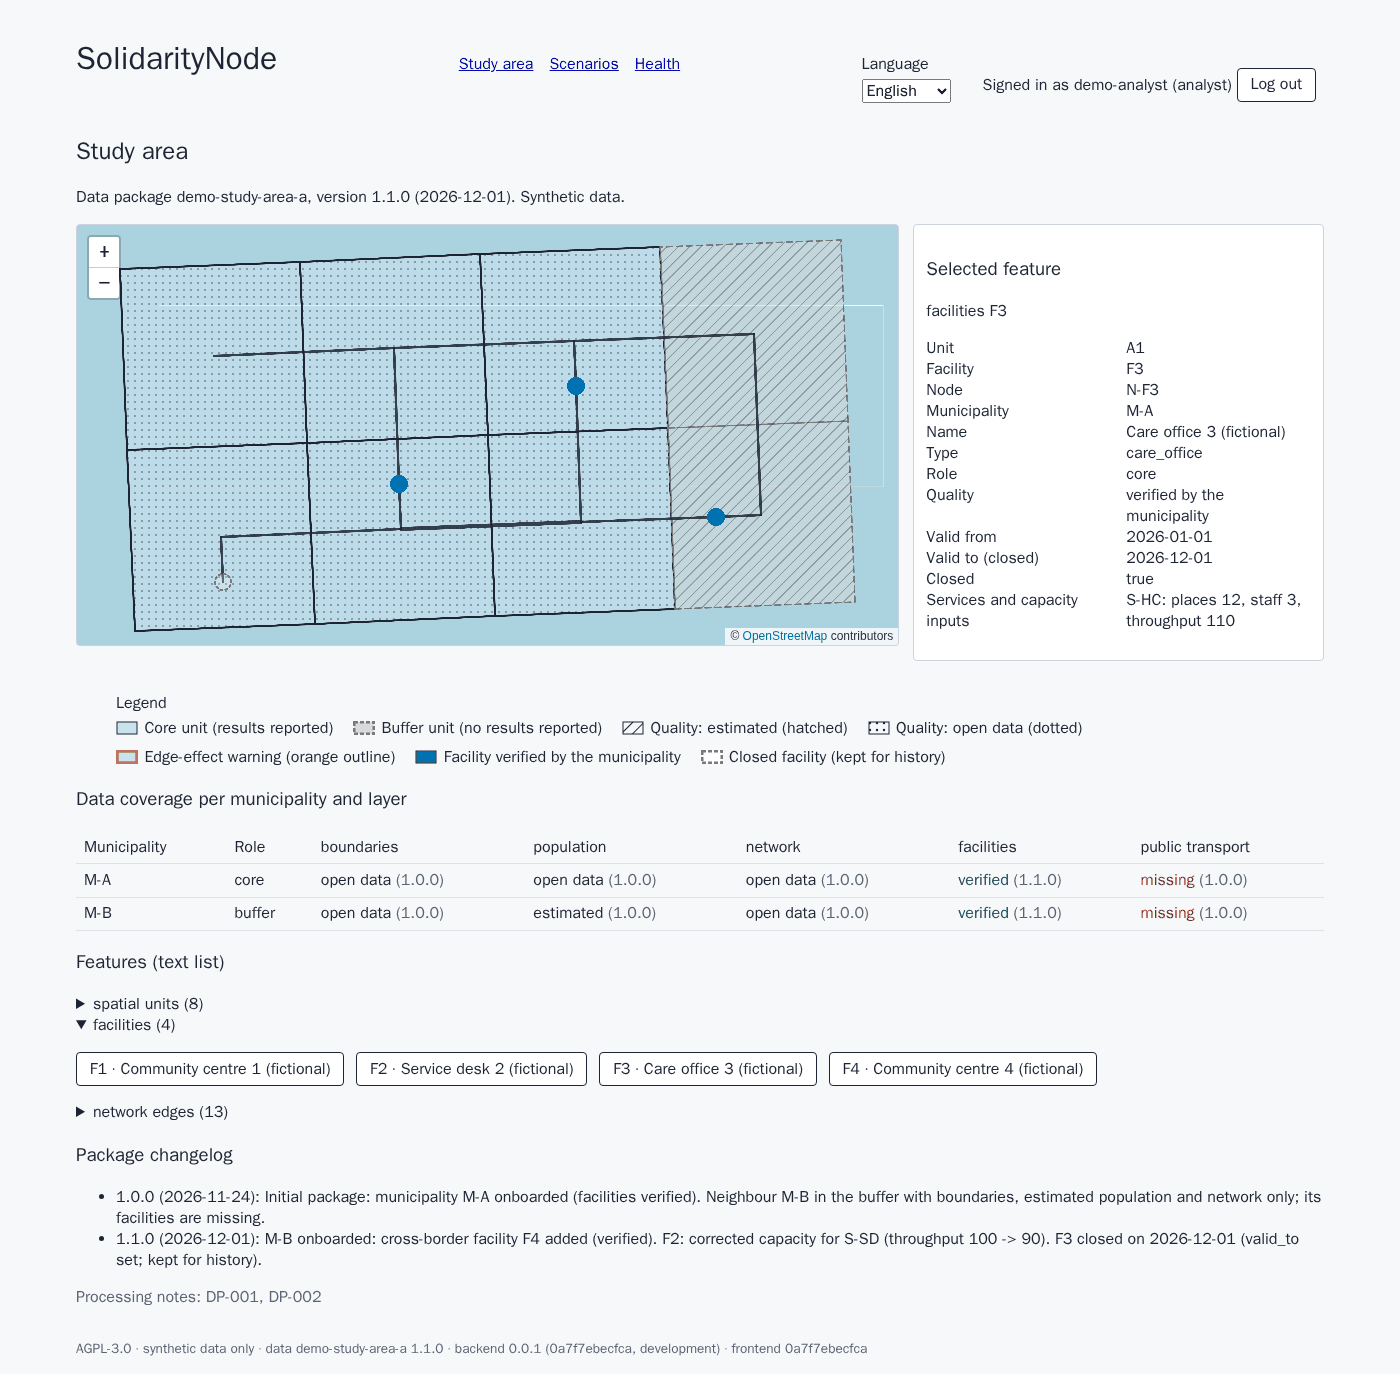 SolidarityNode
Study area Scenarios Health
Language
English
Signed in as demo-analyst (analyst) Log out
Study area
Data package demo-study-area-a, version 1.1.0 (2026-12-01). Synthetic data.
+
−
© OpenStreetMap contributors
Selected feature
facilities F3
Unit A1
Facility F3
Node N-F3
Municipality M-A
Name Care office 3 (fictional)
Type care_office
Role core
Quality verified by the
municipality
Valid from 2026-01-01
Valid to (closed) 2026-12-01
Closed true
Services and capacity S-HC: places 12, staff 3,
inputs throughput 110
Legend
Core unit (results reported) Buffer unit (no results reported) Quality: estimated (hatched) Quality: open data (dotted)
Edge-effect warning (orange outline) Facility verified by the municipality Closed facility (kept for history)
Data coverage per municipality and layer
Municipality Role boundaries population network facilities public transport
M-A core open data (1.0.0) open data (1.0.0) open data (1.0.0) verified (1.1.0) missing (1.0.0)
M-B buffer open data (1.0.0) estimated (1.0.0) open data (1.0.0) verified (1.1.0) missing (1.0.0)
Features (text list)
▶ spatial units (8)
▼ facilities (4)
F1 · Community centre 1 (fictional) F2 · Service desk 2 (fictional) F3 · Care office 3 (fictional) F4 · Community centre 4 (fictional)
▶ network edges (13)
Package changelog
• 1.0.0 (2026-11-24): Initial package: municipality M-A onboarded (facilities verified). Neighbour M-B in the buffer with boundaries, estimated population and network only; its
facilities are missing.
• 1.1.0 (2026-12-01): M-B onboarded: cross-border facility F4 added (verified). F2: corrected capacity for S-SD (throughput 100 -> 90). F3 closed on 2026-12-01 (valid_to
set; kept for history).
Processing notes: DP-001, DP-002
AGPL-3.0 · synthetic data only · data demo-study-area-a 1.1.0 · backend 0.0.1 (0a7f7ebecfca, development) · frontend 0a7f7ebecfca